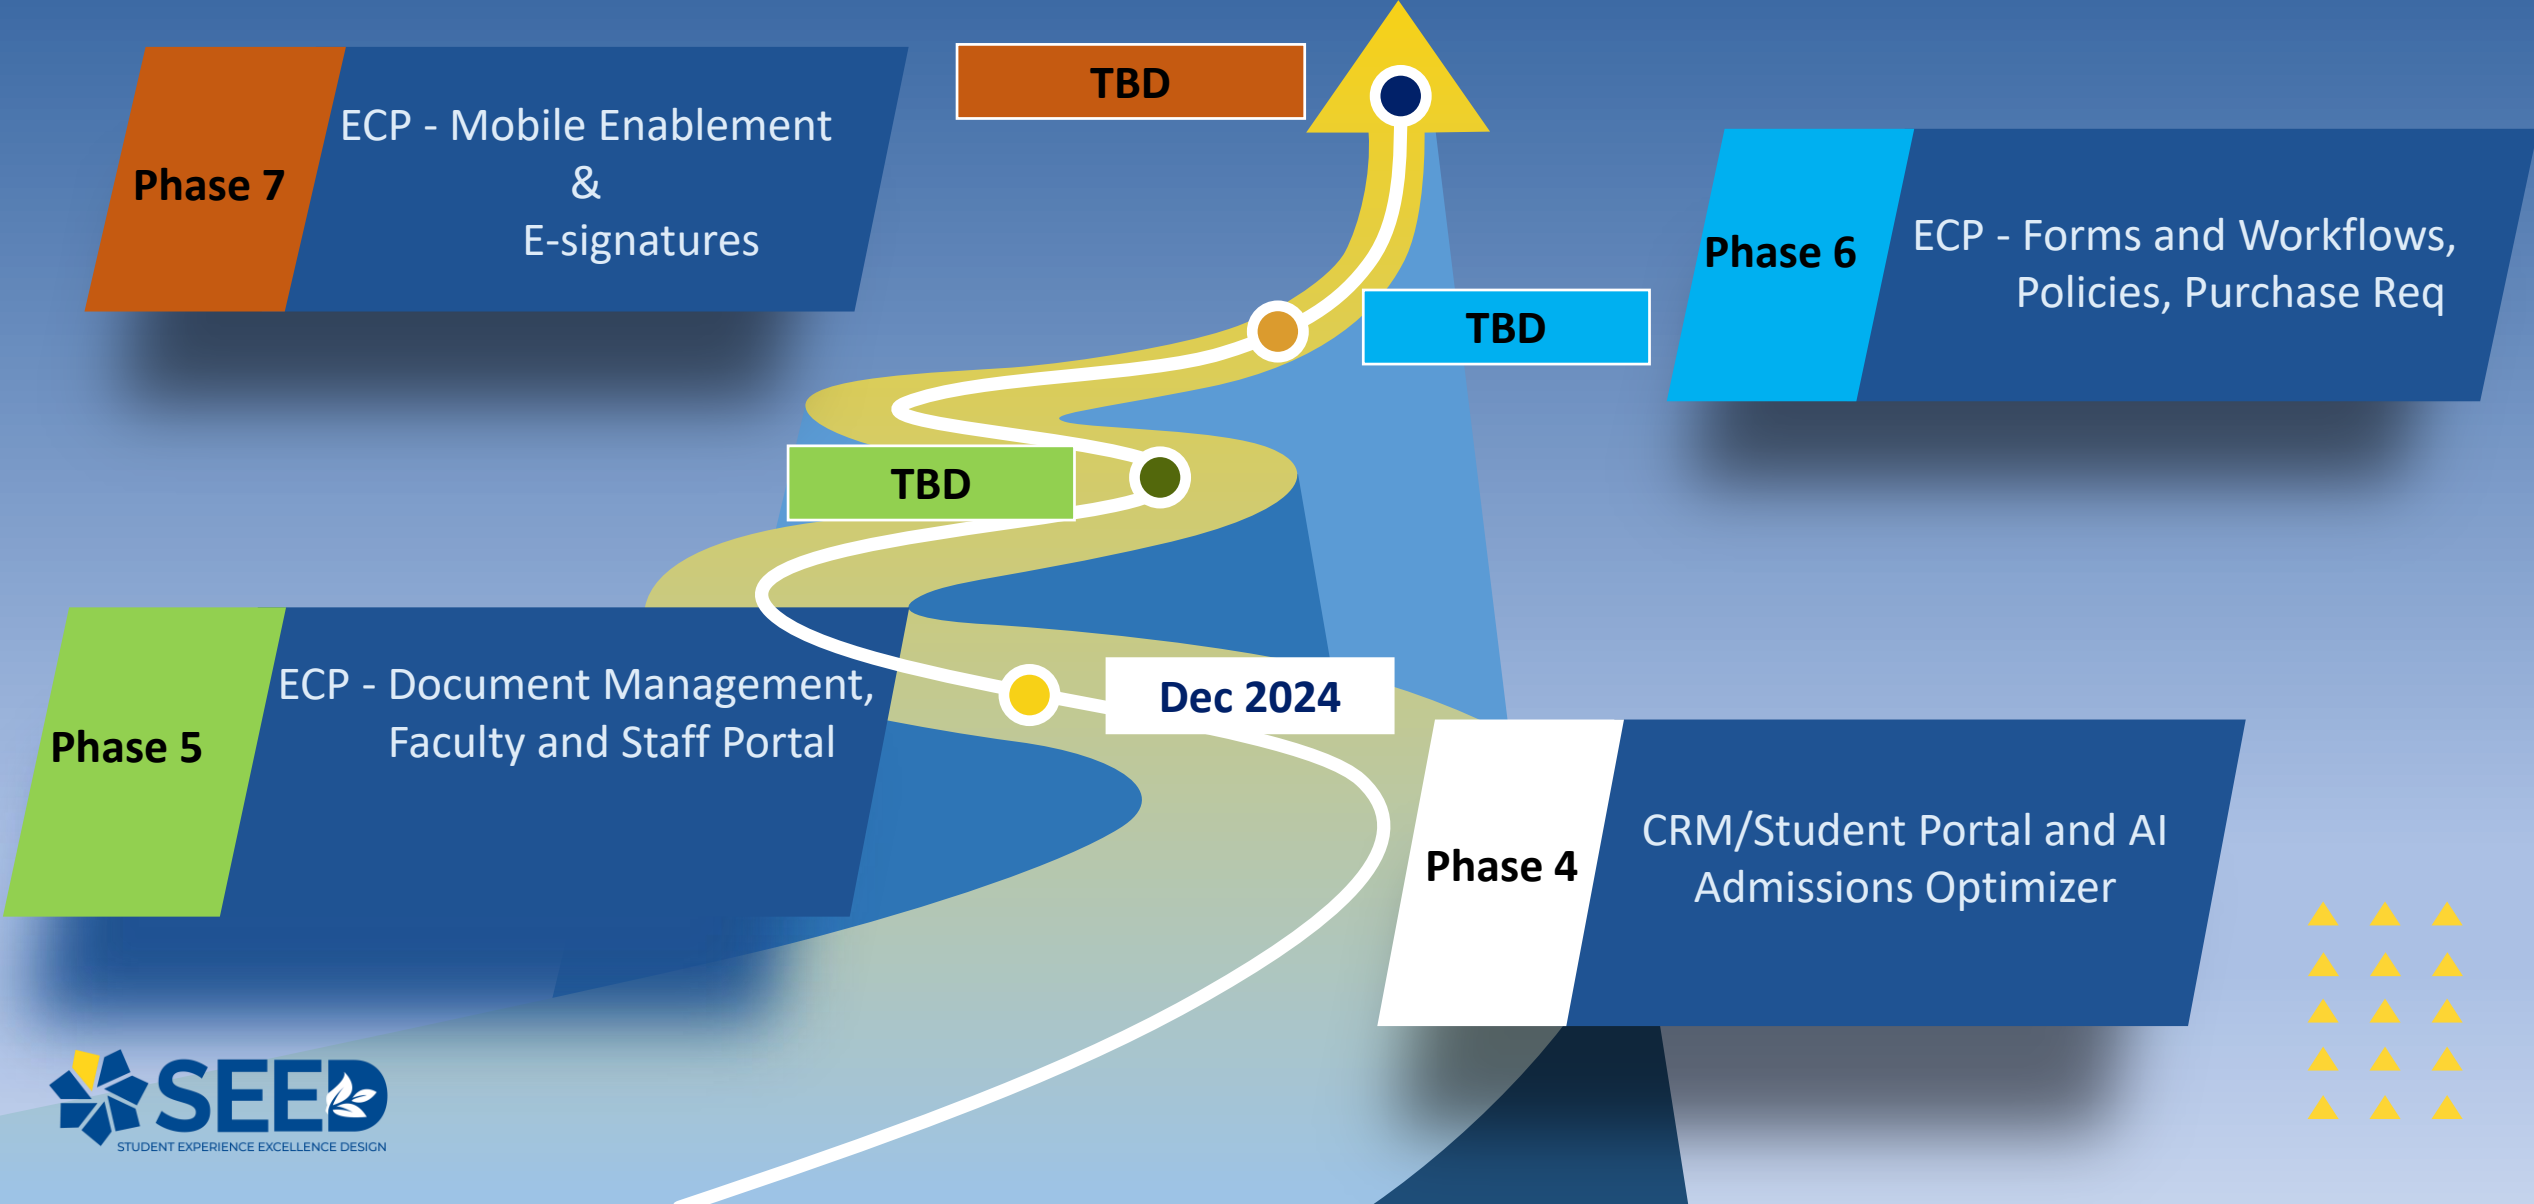 TBD
Phase 7
ECP - Mobile Enablement
&
E-signatures
Phase 6
ECP - Forms and Workflows,
Policies, Purchase Req
TBD
TBD
Phase 5
ECP - Document Management,
Faculty and Staff Portal
Dec 2024
Phase 4
CRM/Student Portal and AI
Admissions Optimizer
SEED
STUDENT EXPERIENCE EXCELLENCE DESIGN